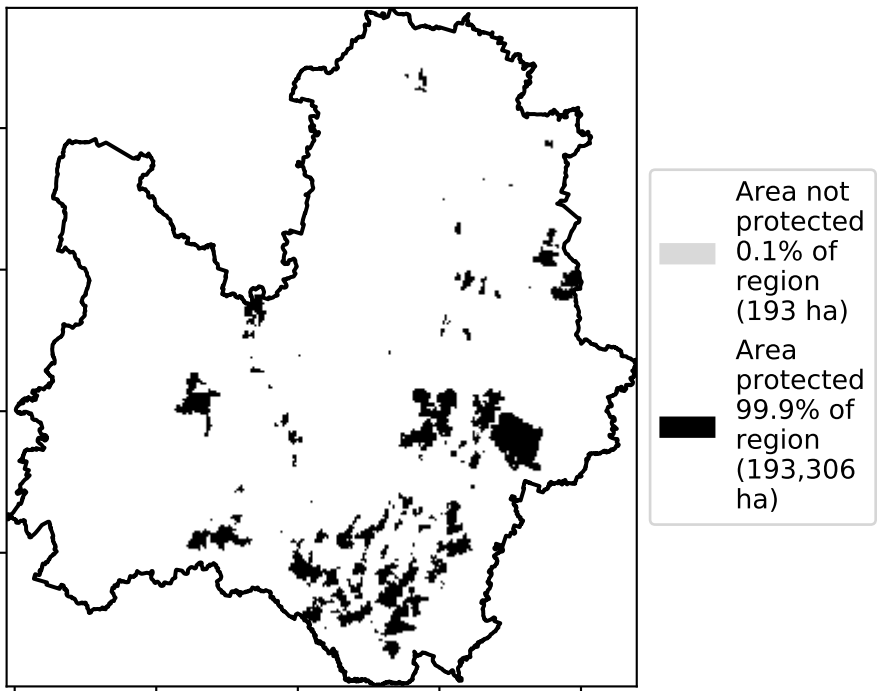 Area not
protected
0.1% of
region
(193 ha)
Area
protected
99.9% of
region
(193,306
ha)